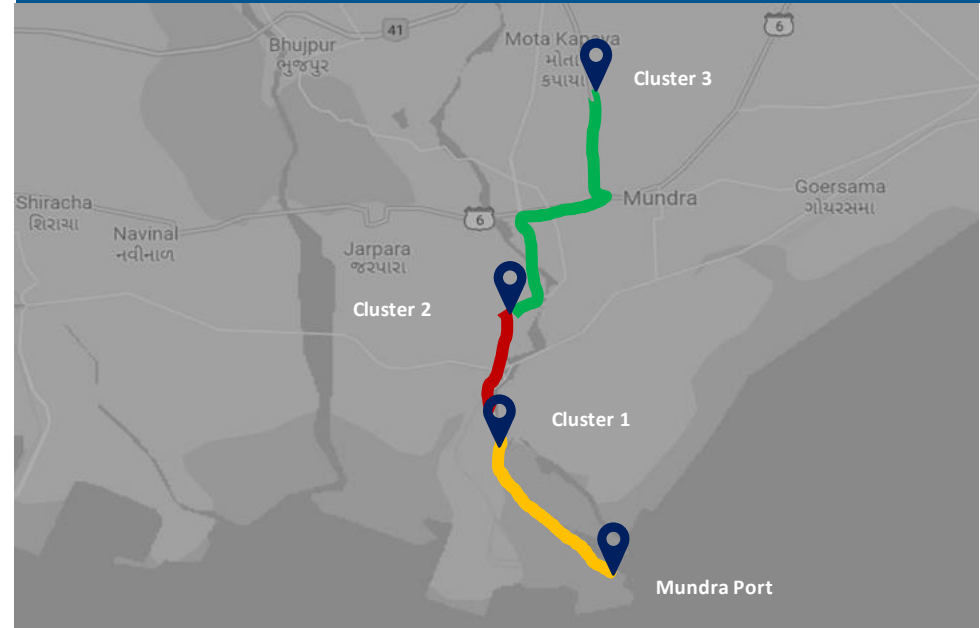 41
Bhujpur
ભુજપુર
Mota Kapaya
મોટા
કપાયા
6
Cluster 3
Shiracha
શિરાચા
Navinal
નવીનાળ
6
Mundra
Goersama
ગોયરસમા
Jarpara
જરપારા
Cluster 2
Cluster 1
Mundra Port